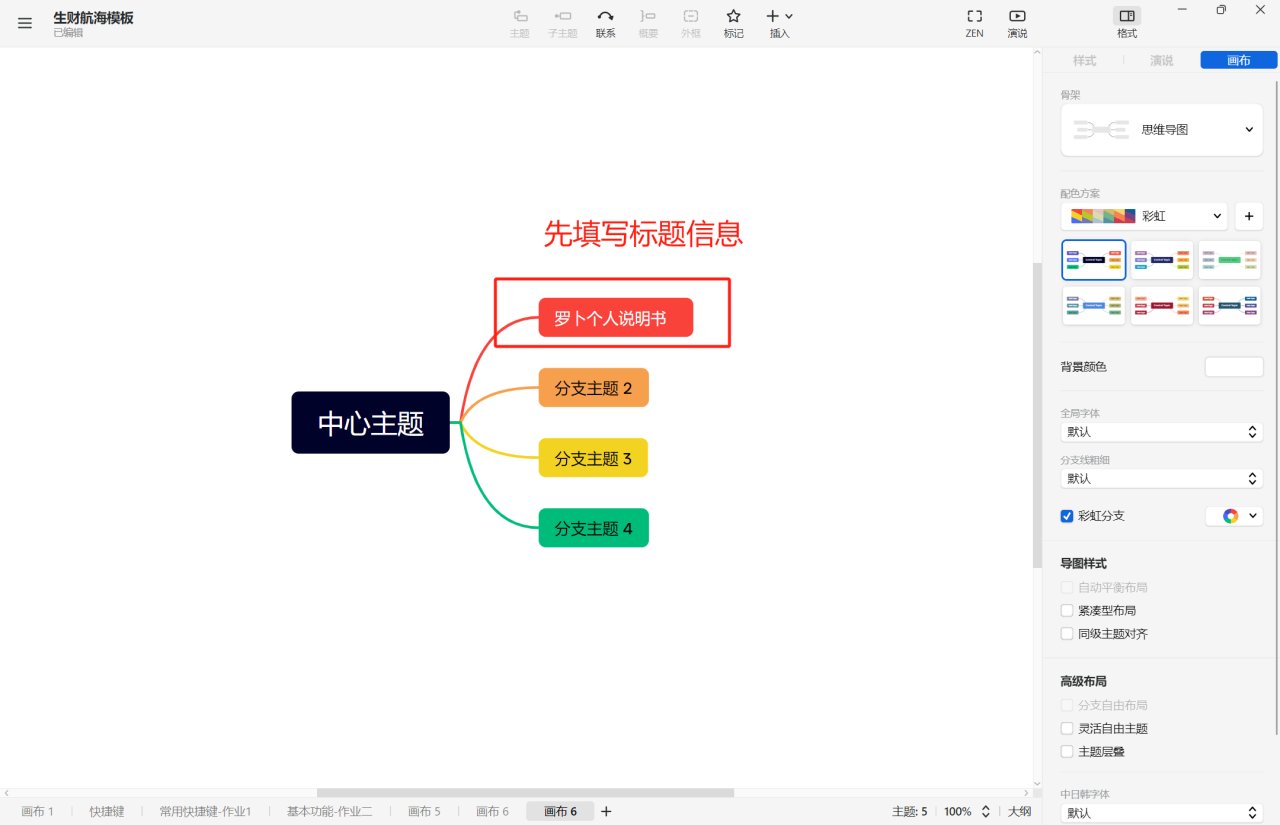 生财航海模板
已编辑
主题
子主题
联系
概要
外框
标记
插入
ZEN
演说
格式
样式
演说
画布
骨架
思维导图
配色方案
彩虹
背景颜色
全局字体
默认
分支线粗细
默认
彩虹分支
导图样式
自动平衡布局
紧凑型布局
同级主题对齐
高级布局
分支自由布局
灵活自由主题
主题层叠
中日韩字体
默认
先填写标题信息
罗卜个人说明书
中心主题
分支主题 2
分支主题 3
分支主题 4
画布 1
快捷键
常用快捷键-作业1
基本功能-作业二
画布 5
画布 6
画布 6
主题: 5
100%
大纲